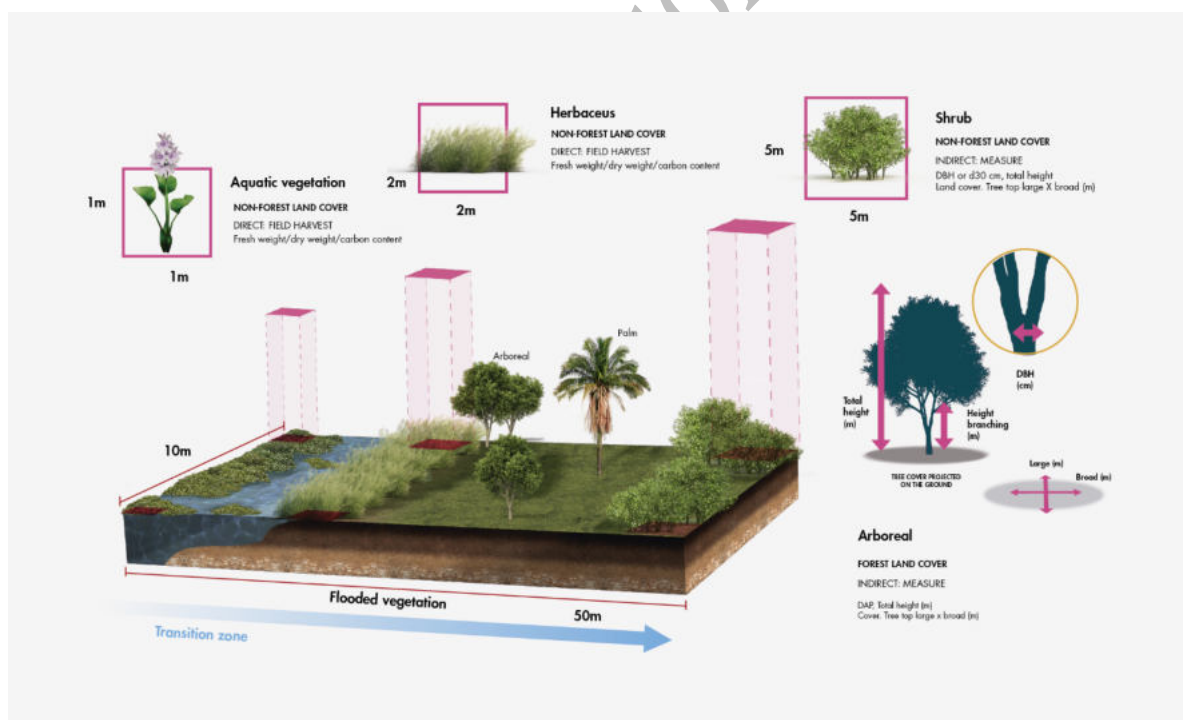 Herbaceus
NON-FOREST LAND COVER
DIRECT: FIELD HARVEST
Fresh weight/dry weight/carbon content
2m
2m
Shrub
NON-FOREST LAND COVER
INDIRECT: MEASURE
DBH or d30 cm, total height
Land cover. Tree top large X broad (m)
5m
5m
Aquatic vegetation
NON-FOREST LAND COVER
DIRECT: FIELD HARVEST
Fresh weight/dry weight/carbon content
1m
1m
Arboreal
Palm
10m
Flooded vegetation
50m
Transition zone
DBH
(cm)
Total
height
(m)
Height
branching
(m)
TREE COVER PROJECTED
ON THE GROUND
Large (m)
Broad (m)
Arboreal
FOREST LAND COVER
INDIRECT: MEASURE
DAP, Total height (m)
Cover. Tree top large x broad (m)